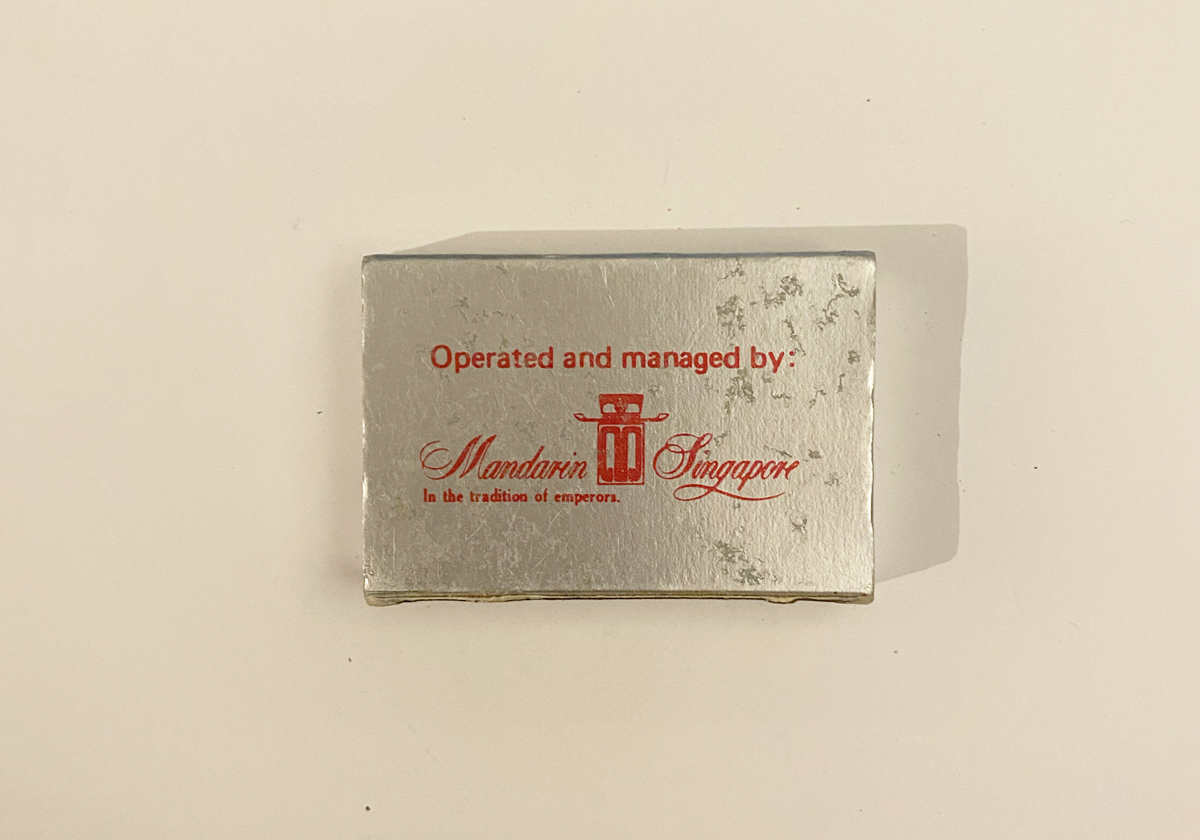 Operated and managed by:
Mandarin Singapore
In the tradition of emperors.